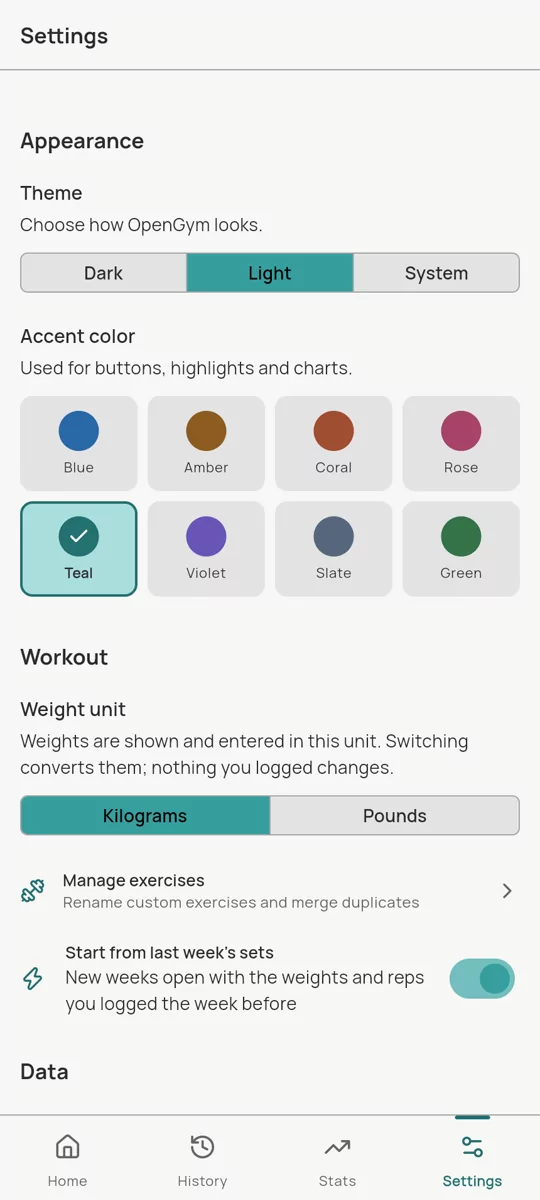 Settings
Appearance
Theme
Choose how OpenGym looks.
Dark
Light
System
Accent color
Used for buttons, highlights and charts.
Blue
Amber
Coral
Rose
Teal
Violet
Slate
Green
Workout
Weight unit
Weights are shown and entered in this unit. Switching
converts them; nothing you logged changes.
Kilograms
Pounds
Manage exercises
Rename custom exercises and merge duplicates
Start from last week's sets
New weeks open with the weights and reps
you logged the week before
Data
Home
History
Stats
Settings